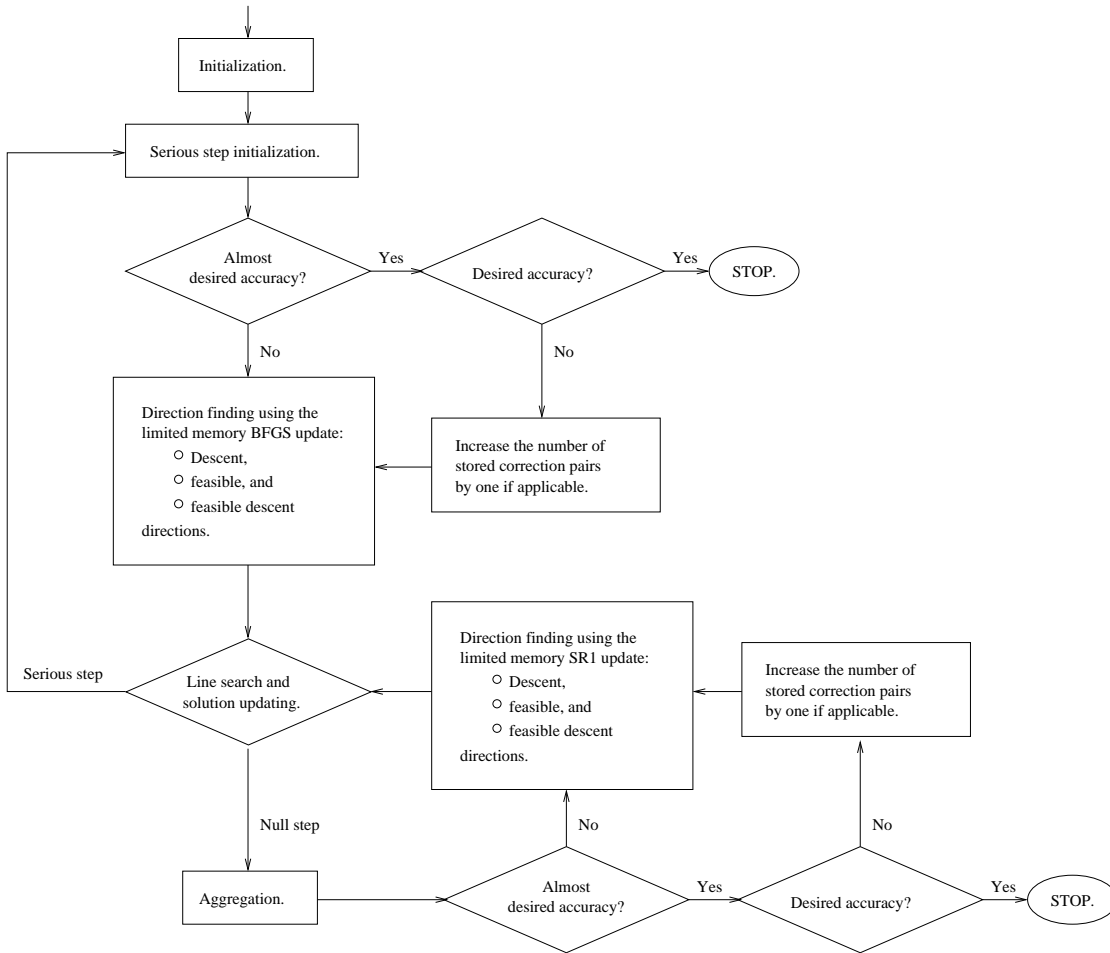 Initialization.
Serious step initialization.
Almost
desired accuracy?
Yes
Desired accuracy?
Yes
STOP.
No
No
Direction finding using the
limited memory BFGS update:
Descent,
feasible, and
feasible descent
directions.
Increase the number of
stored correction pairs
by one if applicable.
Serious step
Line search and
solution updating.
Direction finding using the
limited memory SR1 update:
Descent,
feasible, and
feasible descent
directions.
Increase the number of
stored correction pairs
by one if applicable.
Null step
No
No
Aggregation.
Almost
desired accuracy?
Yes
Desired accuracy?
Yes
STOP.